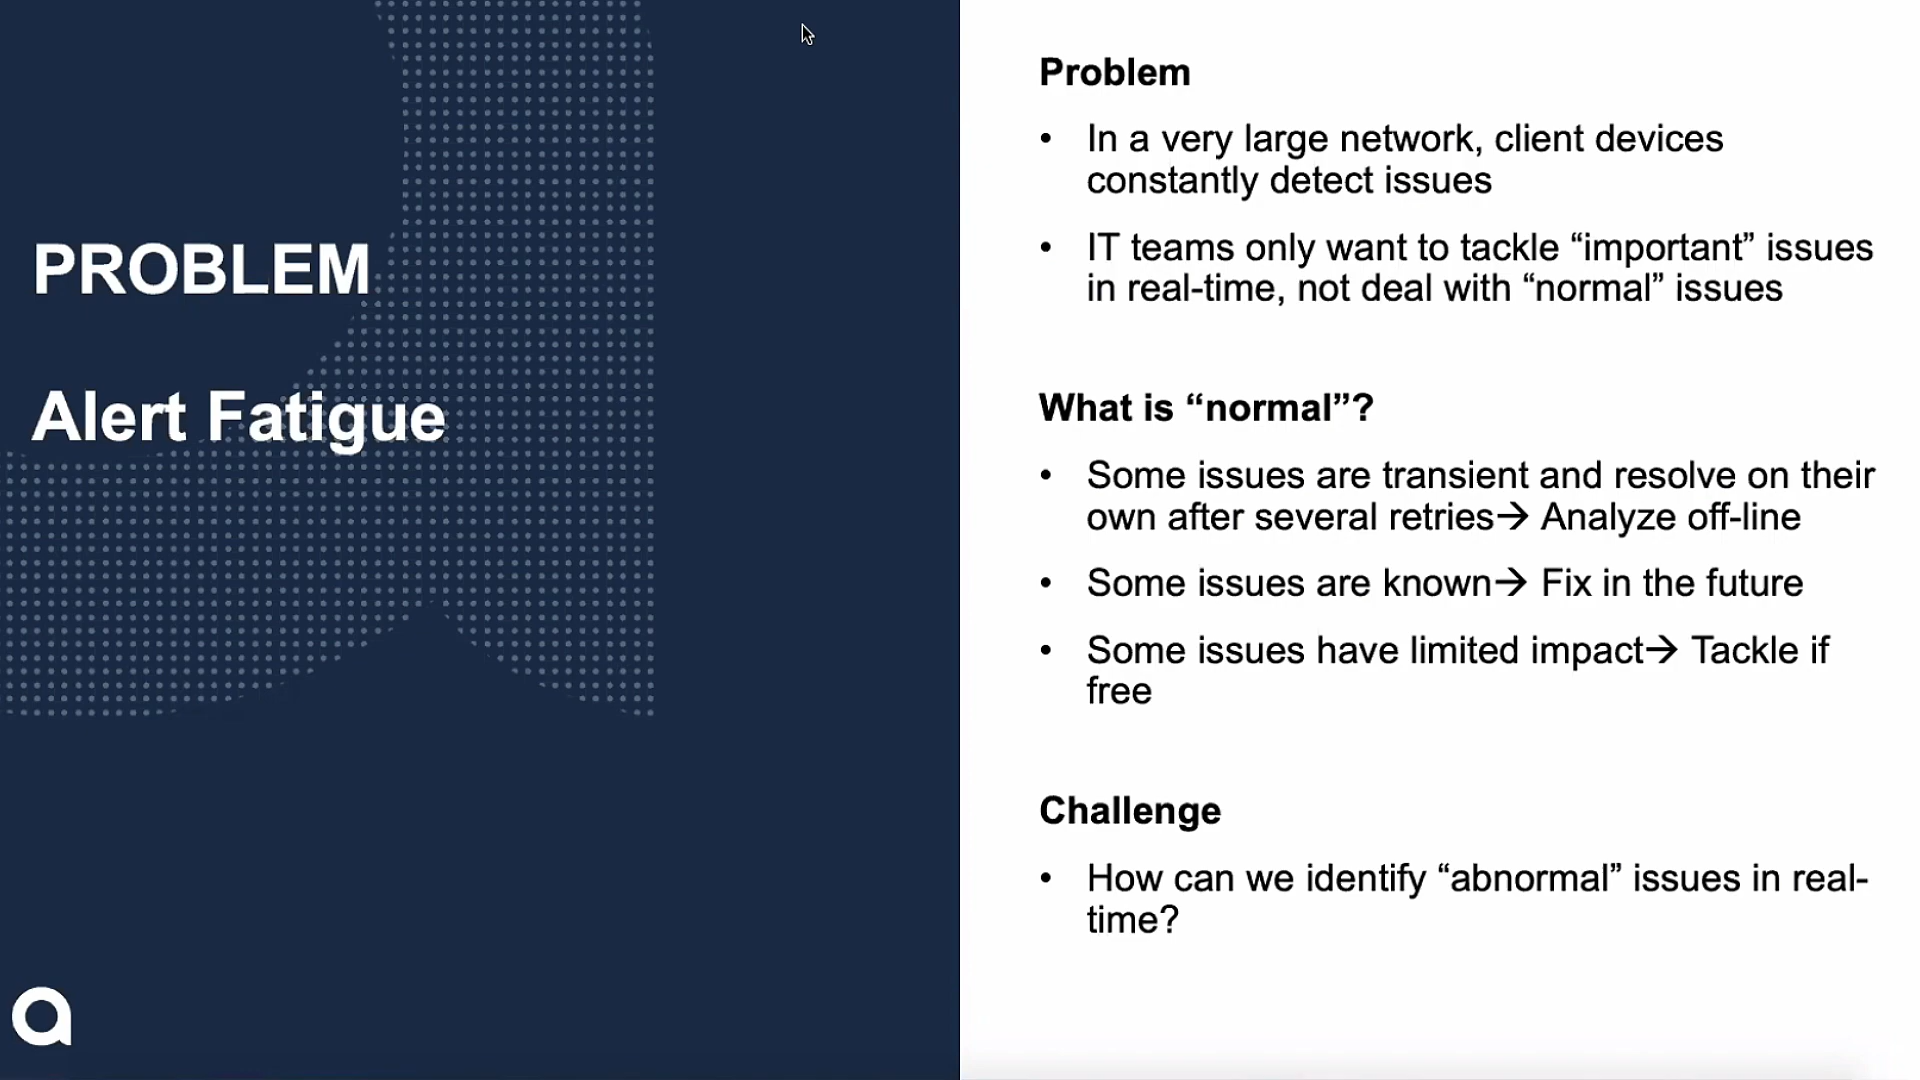 PROBLEM
Alert Fatigue
Problem
• In a very large network, client devices
constantly detect issues
• IT teams only want to tackle “important” issues
in real-time, not deal with “normal” issues
What is “normal”?
• Some issues are transient and resolve on their
own after several retries→ Analyze off-line
• Some issues are known→ Fix in the future
• Some issues have limited impact→ Tackle if
free
Challenge
• How can we identify “abnormal” issues in real-
time?